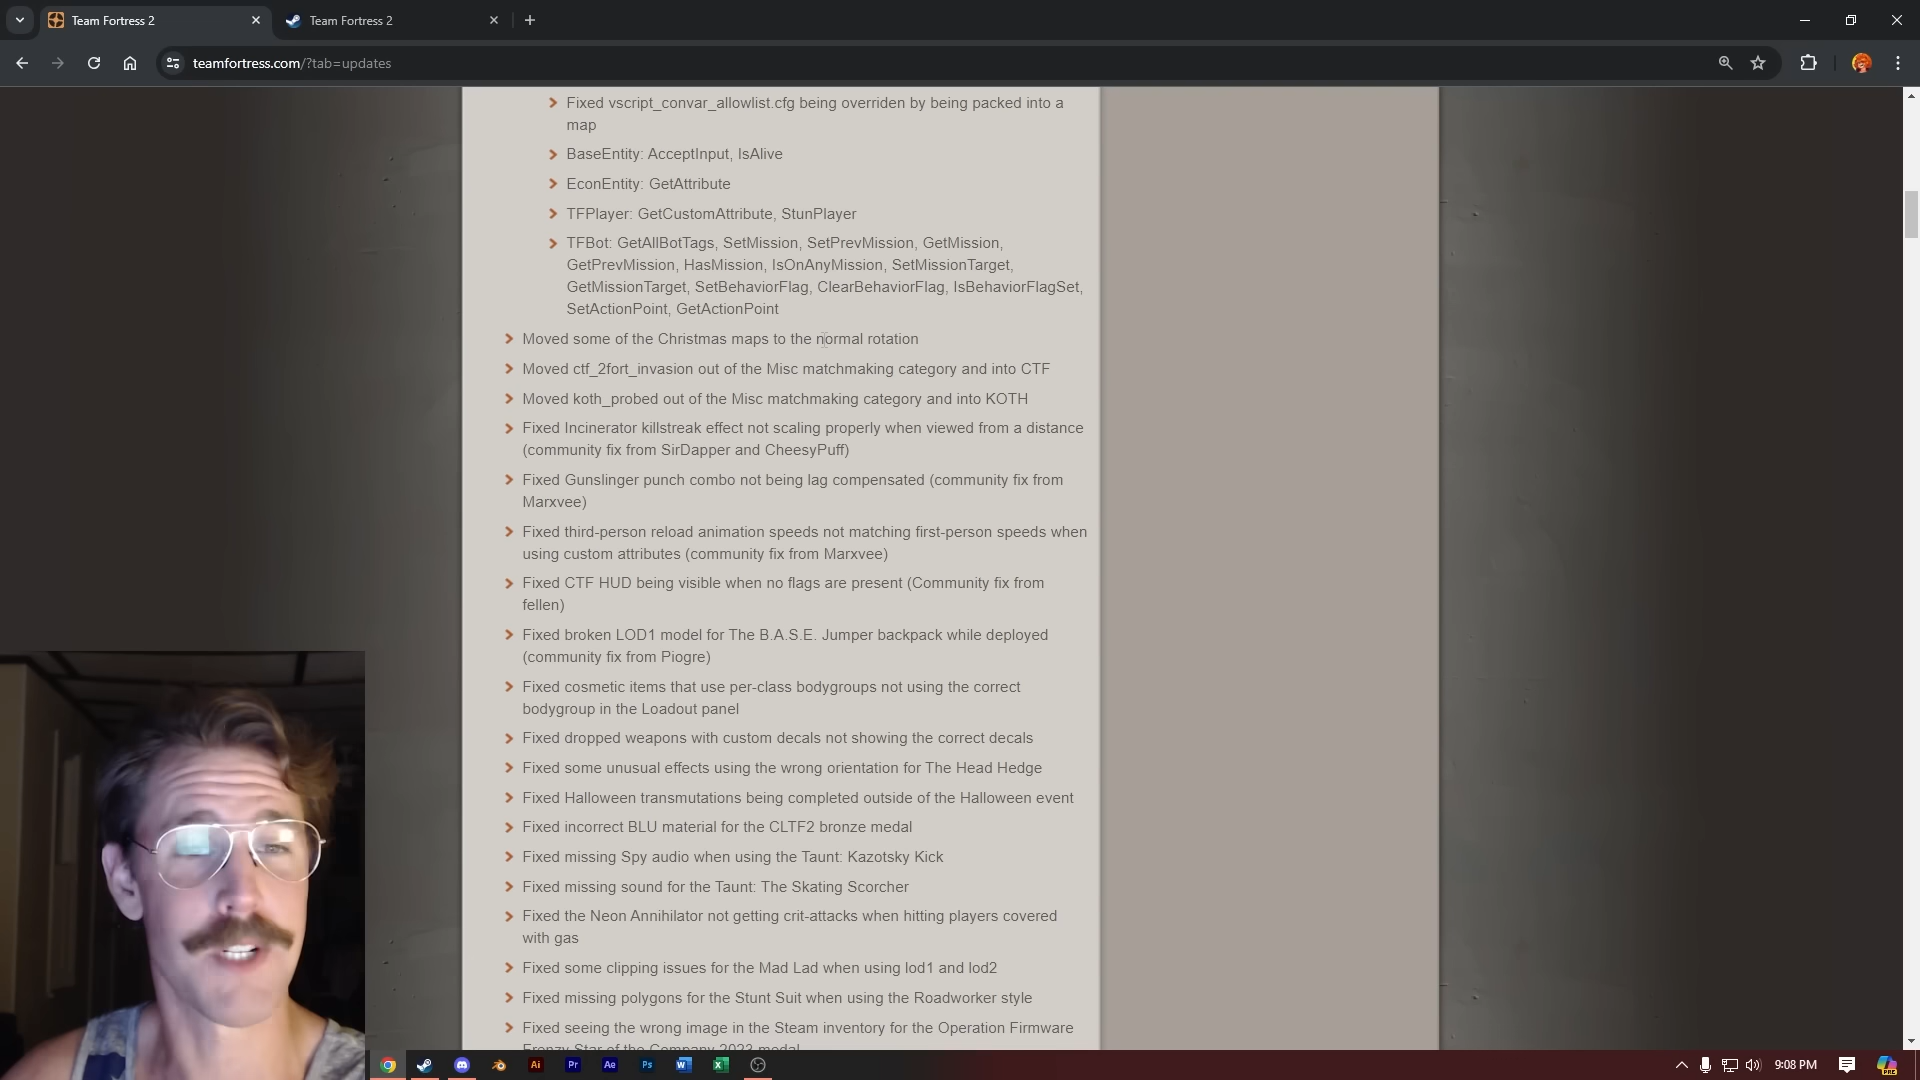 Team Fortress 2
Team Fortress 2
teamfortress.com/?tab=updates
Fixed vscript_convar_allowlist.cfg being overriden by being packed into a
map
BaseEntity: AcceptInput, IsAlive
EconEntity: GetAttribute
TFPlayer: GetCustomAttribute, StunPlayer
TFBot: GetAllBotTags, SetMission, SetPrevMission, GetMission,
GetPrevMission, HasMission, IsOnAnyMission, SetMissionTarget,
GetMissionTarget, SetBehaviorFlag, ClearBehaviorFlag, IsBehaviorFlagSet,
SetActionPoint, GetActionPoint
Moved some of the Christmas maps to the normal rotation
Moved ctf_2fort_invasion out of the Misc matchmaking category and into CTF
Moved koth_probed out of the Misc matchmaking category and into KOTH
Fixed Incinerator killstreak effect not scaling properly when viewed from a distance
(community fix from SirDapper and CheesyPuff)
Fixed Gunslinger punch combo not being lag compensated (community fix from
Marxvee)
Fixed third-person reload animation speeds not matching first-person speeds when
using custom attributes (community fix from Marxvee)
Fixed CTF HUD being visible when no flags are present (Community fix from
fellen)
Fixed broken LOD1 model for The B.A.S.E. Jumper backpack while deployed
(community fix from Piogre)
Fixed cosmetic items that use per-class bodygroups not using the correct
bodygroup in the Loadout panel
Fixed dropped weapons with custom decals not showing the correct decals
Fixed some unusual effects using the wrong orientation for The Head Hedge
Fixed Halloween transmutations being completed outside of the Halloween event
Fixed incorrect BLU material for the CLTF2 bronze medal
Fixed missing Spy audio when using the Taunt: Kazotsky Kick
Fixed missing sound for the Taunt: The Skating Scorcher
Fixed the Neon Annihilator not getting crit-attacks when hitting players covered
with gas
Fixed some clipping issues for the Mad Lad when using lod1 and lod2
Fixed missing polygons for the Stunt Suit when using the Roadworker style
Fixed seeing the wrong image in the Steam inventory for the Operation Firmware
Frenzy Star of the Company 2023 medal
Ai
Pr
Ae
Ps
9:08 PM